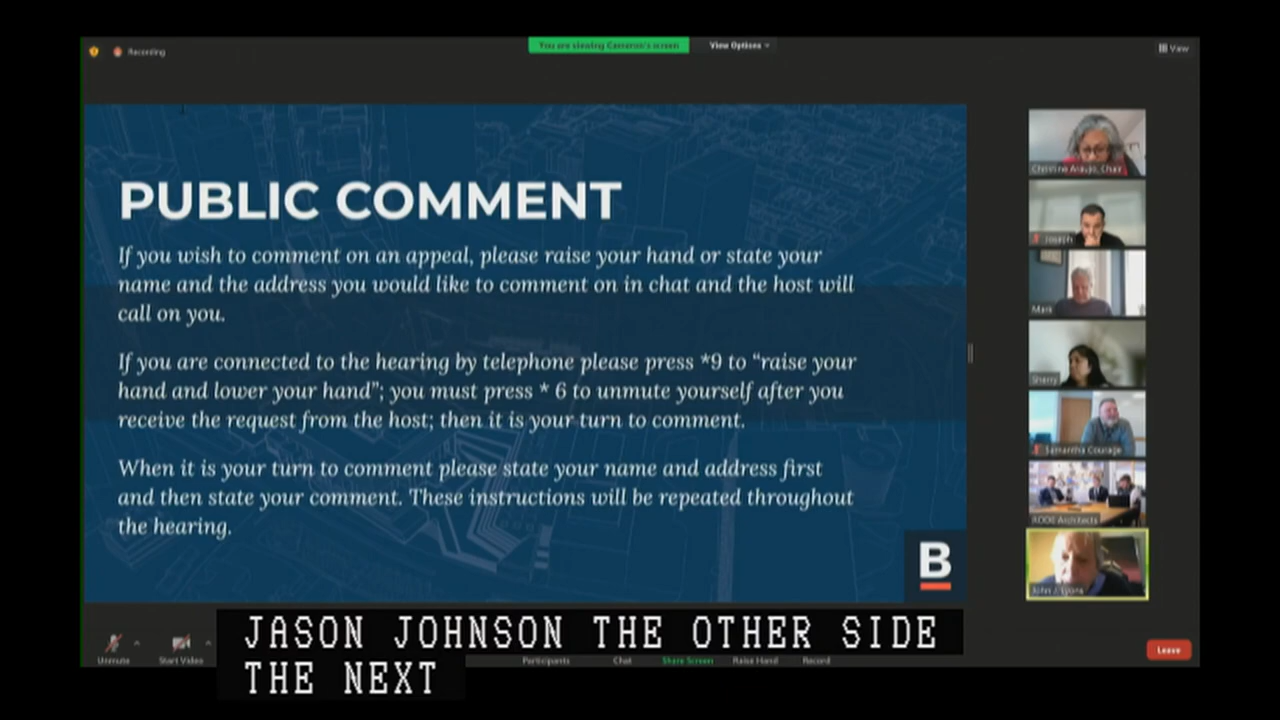 Recording
You are viewing Cameron's screen
View Options
View
PUBLIC COMMENT
If you wish to comment on an appeal, please raise your hand or state your
name and the address you would like to comment on in chat and the host will
call on you.
If you are connected to the hearing by telephone please press *9 to “raise your
hand and lower your hand”; you must press * 6 to unmute yourself after you
receive the request from the host; then it is your turn to comment.
When it is your turn to comment please state your name and address first
and then state your comment. These instructions will be repeated throughout
the hearing.
B
Christine Araujo, Chair
Joseph
Mark
Sherry
Samantha Courage
Architects
John J Lyons
JASON JOHNSON THE OTHER SIDE
THE NEXT
Unmute
Start Video
Participants
Chat
Share Screen
Raise Hand
Record
Leave